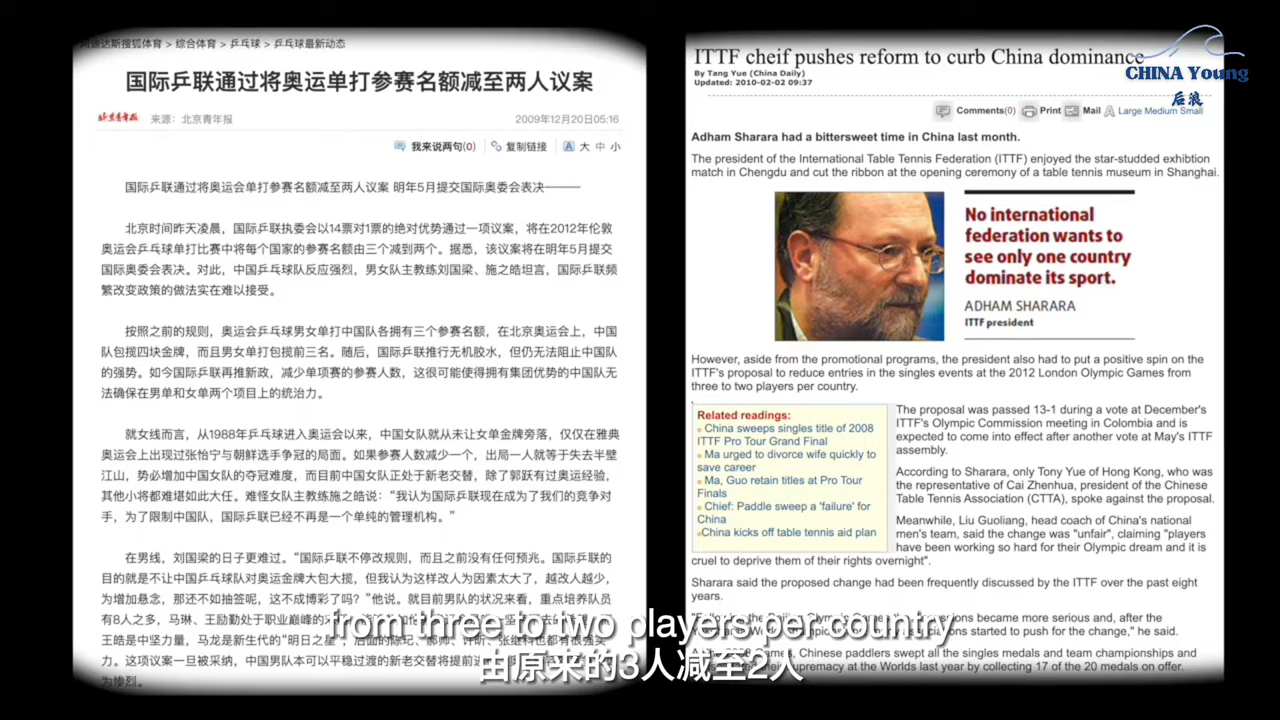 搜狐体育 > 综合体育 > 乒乓球 > 乒乓球最新动态
国际乒联通过将奥运单打参赛名额减至两人议案
北京青年报 来源：北京青年报 2009年12月20日05:16
我来说两句(0) 复制链接 A 大 中 小
国际乒联通过将奥运会单打参赛名额减至两人议案 明年5月提交国际奥委会表决———
北京时间昨天凌晨，国际乒联执委会以14票对1票的绝对优势通过一项议案，将在2012年伦敦
奥运会乒乓球单打比赛中将每个国家的参赛名额由三个减到两个。据悉，该议案将在明年5月提交
国际奥委会表决。对此，中国乒乓球队反应强烈，男女队主教练刘国梁、施之皓坦言，国际乒联频
繁改变政策的做法实在难以接受。
按照之前的规则，奥运会乒乓球男女单打中国队各拥有三个参赛名额，在北京奥运会上，中国
队包揽四块金牌，而且男女单打包揽前三名。随后，国际乒联推行无机胶水，但仍无法阻止中国队
的强势。如今国际乒联再推新政，减少单项赛的参赛人数，这很可能使得拥有集团优势的中国队无
法确保在男单和女单两个项目上的统治力。
就女线而言，从1988年乒乓球进入奥运会以来，中国女队就从未让女单金牌旁落，仅仅在雅典
奥运会上出现过张怡宁与朝鲜选手争冠的局面。如果参赛人数减少一个，出局一人就等于失去半壁
江山，势必增加中国女队的夺冠难度，而目前中国女队正处于新老交替，除了郭跃有过奥运经验，
其他小将都难堪如此大任。难怪女队主教练施之皓说：“我认为国际乒联现在成为了我们的竞争对
手，为了限制中国队，国际乒联已经不再是一个单纯的管理机构。”
在男线，刘国梁的日子更难过。“国际乒联不停改规则，而且之前没有任何预兆。国际乒联的
目的就是不让中国乒乓球队对奥运金牌大包大揽，但我认为这样改人为因素太大了，越改人越少，
为增加悬念，那还不如抽签呢，这不成博彩了吗？”他说。就目前男队的状况来看，重点培养队员
有8人之多，马琳、王励勤处于职业巅峰的
王皓是中坚力量，马龙是新生代的“明日之星”，后面的陈玘、郝帅、许昕、张继科也都有很强实
力。这项议案一旦被采纳，中国男队本可以平稳过渡的新老交替将提前
为惨烈。
ITTF cheif pushes reform to curb China dominance
By Tang Yue (China Daily)
Updated: 2010-02-02 09:37
Comments(0) Print Mail Large Medium Small
Adham Sharara had a bittersweet time in China last month.
The president of the International Table Tennis Federation (ITTF) enjoyed the star-studded exhibition
match in Chengdu and cut the ribbon at the opening ceremony of a table tennis museum in Shanghai.
No international
federation wants to
see only one country
dominate its sport.
ADHAM SHARARA
ITTF president
However, aside from the promotional programs, the president also had to put a positive spin on the
ITTF's proposal to reduce entries in the singles events at the 2012 London Olympic Games from
three to two players per country.
Related readings:
China sweeps singles title of 2008
ITTF Pro Tour Grand Final
Ma urged to divorce wife quickly to
save career
Ma, Guo retain titles at Pro Tour
Finals
Chief: Paddle sweep a 'failure' for
China
China kicks off table tennis aid plan
The proposal was passed 13-1 during a vote at December's
ITTF's Olympic Commission meeting in Colombia and is
expected to come into effect after another vote at May's ITTF
assembly.
According to Sharara, only Tony Yue of Hong Kong, who was
the representative of Cai Zhenhua, president of the Chinese
Table Tennis Association (CTTA), spoke against the proposal.
Meanwhile, Liu Guoliang, head coach of China's national
men's team, said the change was "unfair", claiming "players
have been working so hard for their Olympic dream and it is
cruel to deprive them of their rights overnight".
Sharara said the proposed change had been frequently discussed by the ITTF over the past eight
years.
became more serious and, after the
started to push for the change," he said.
Games, Chinese paddlers swept all the singles medals and team championships and
supremacy at the Worlds last year by collecting 17 of the 20 medals on offer.
CHINA Young
后浪
from three to two players per country
由原来的3人减至2人